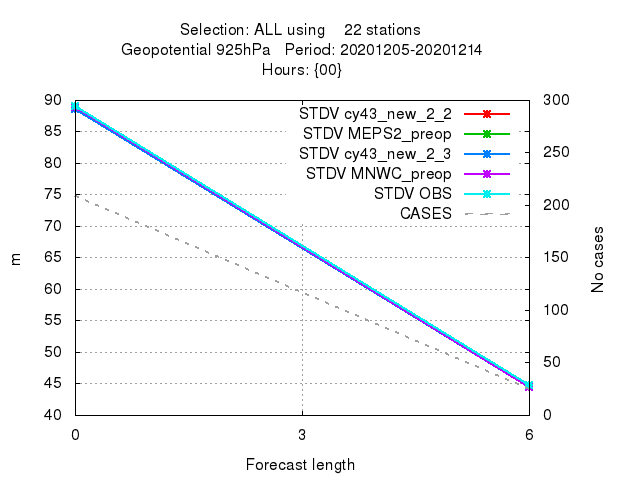 Selection: ALL using    22 stations
Geopotential 925hPa   Period: 20201205-20201214
Hours: {00}
STDV cy43_new_2_2
STDV MEPS2_preop
STDV cy43_new_2_3
STDV MNWC_preop
STDV OBS
CASES
90
85
80
75
70
65
60
55
50
45
40
m
300
250
200
150
100
50
0
No cases
0 3 6
Forecast length